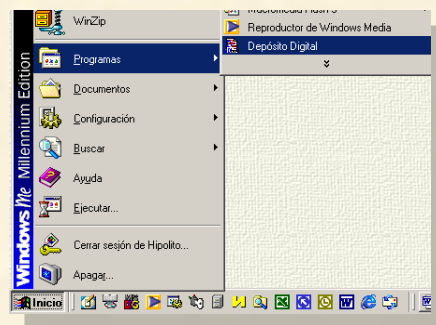 WinZip
Programas
Documentos
Configuración
Buscar
Ayuda
Ejecutar...
Cerrar sesión de Hipolito...
Apagar...
Windows Me Millennium Edition
Inicio
Reproductor de Windows Media
Depósito Digital